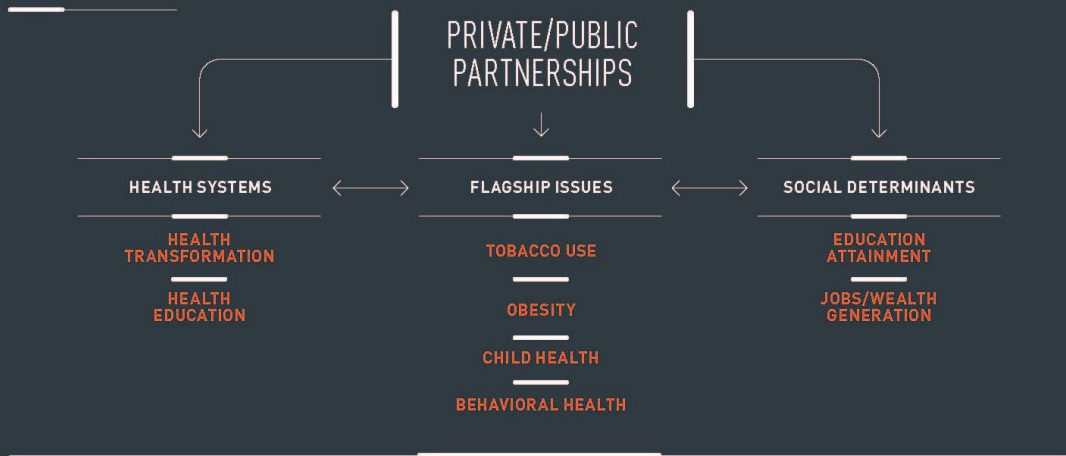 PRIVATE/PUBLIC
PARTNERSHIPS
HEALTH SYSTEMS
HEALTH
TRANSFORMATION
HEALTH
EDUCATION
FLAGSHIP ISSUES
TOBACCO USE
OBESITY
CHILD HEALTH
BEHAVIORAL HEALTH
SOCIAL DETERMINANTS
EDUCATION
ATTAINMENT
JOBS/WEALTH
GENERATION